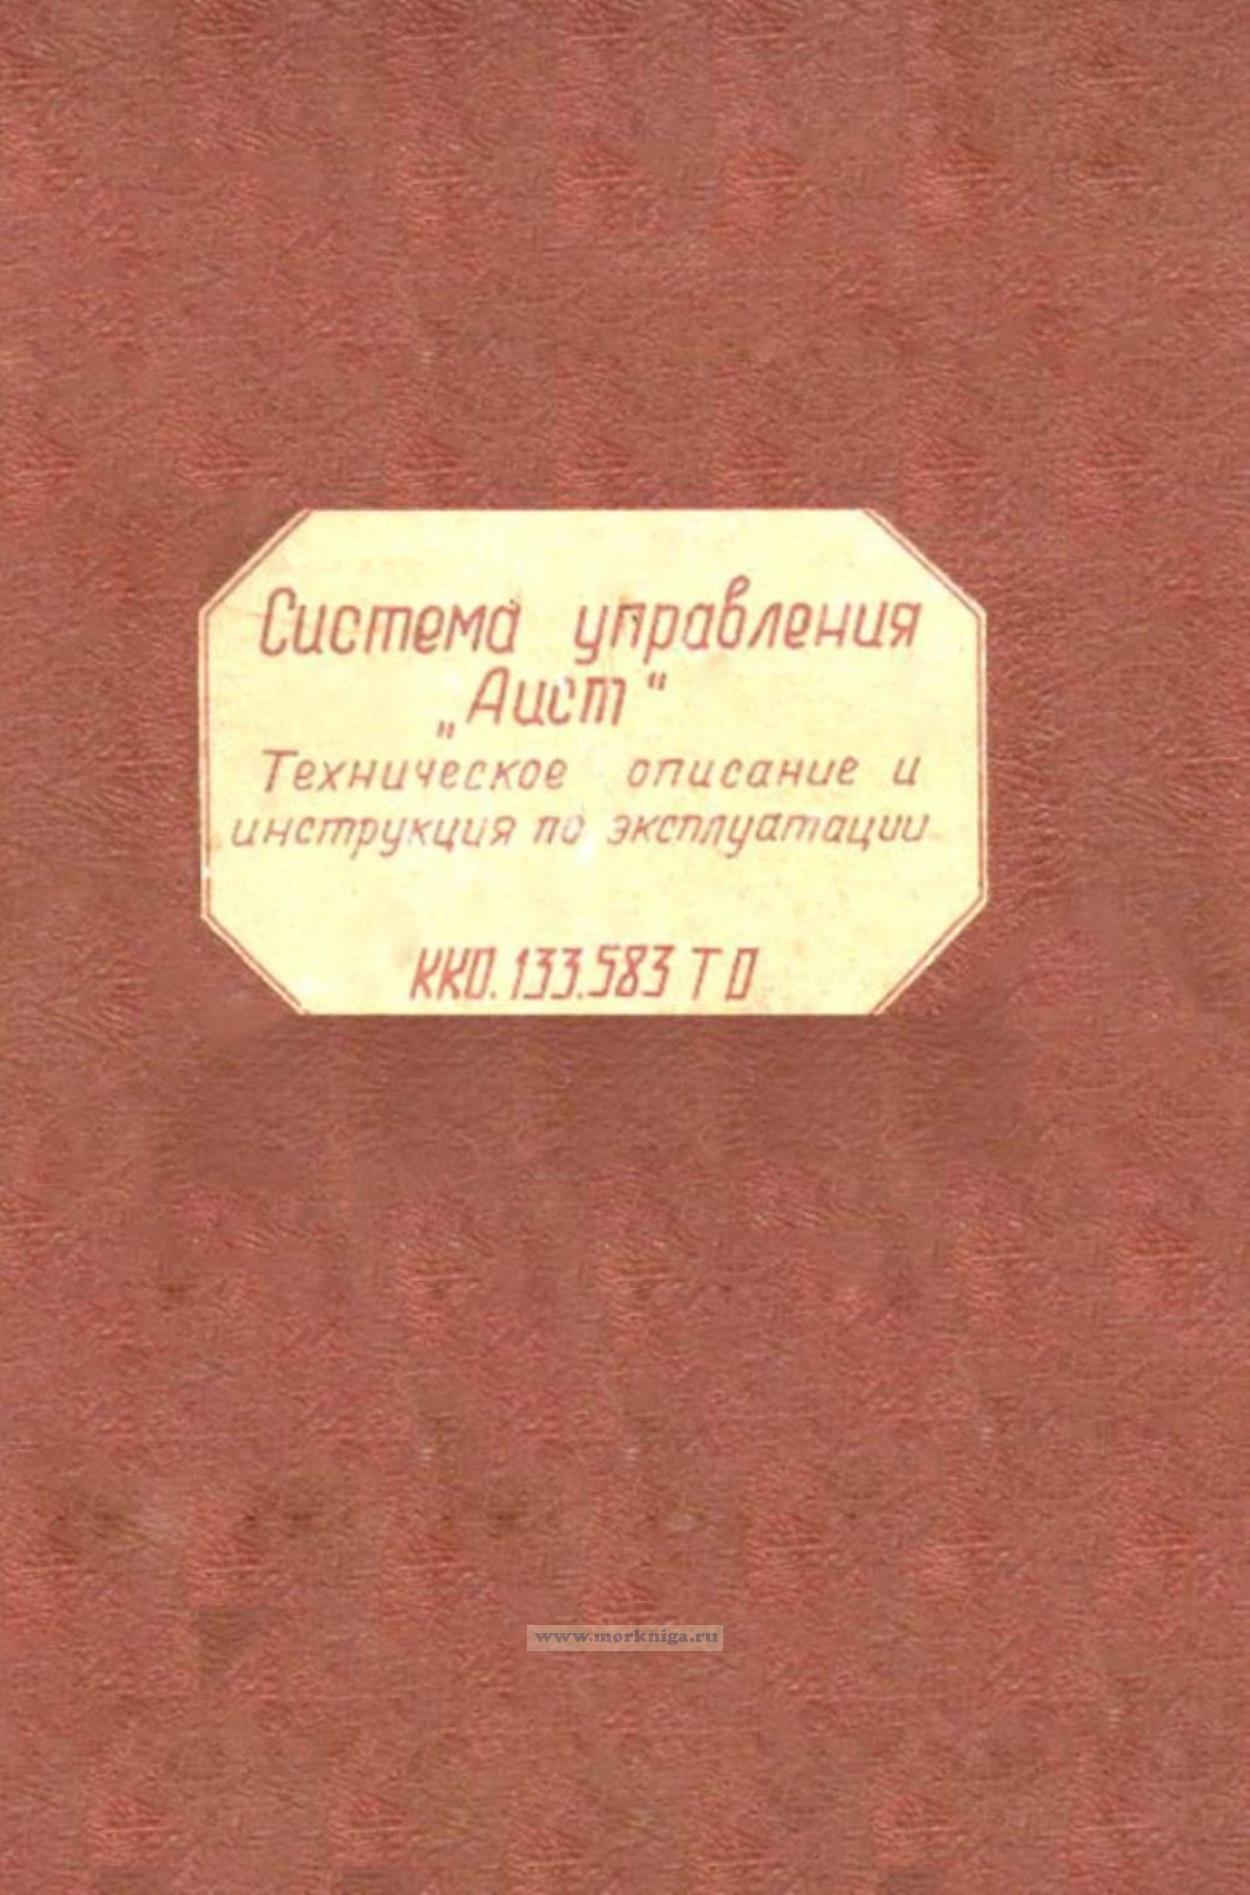 Система управления
„Аист“
Техническое описание и
инструкция по эксплуатации
ККО.133.583 ТО
www.morkniga.ru